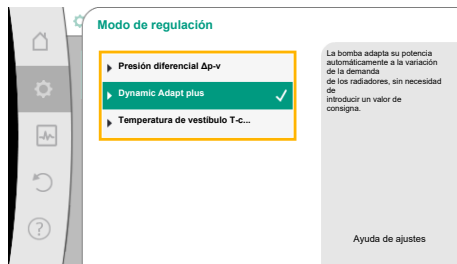 Modo de regulación
Presión diferencial Δp-v
Dynamic Adapt plus
Temperatura de vestíbulo T-c...
La bomba adapta su potencia
automáticamente a la variación
de la demanda
de los radiadores, sin necesidad
de
introducir un valor de
consigna.
Ayuda de ajustes
?